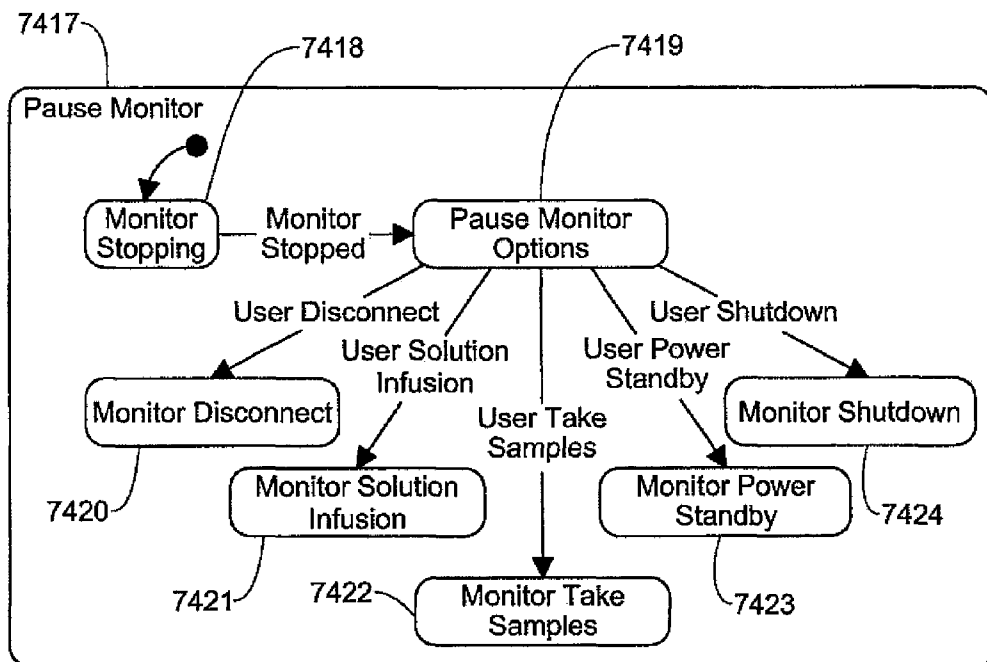 7417
7418
7419
Pause Monitor
Monitor
Stopping
Monitor
Stopped
Pause Monitor
Options
User Disconnect
User Solution
Infusion
User Take
Samples
User Power
Standby
User Shutdown
Monitor Disconnect
Monitor Solution
Infusion
Monitor Take
Samples
Monitor Power
Standby
Monitor Shutdown
7420
7421
7422
7423
7424